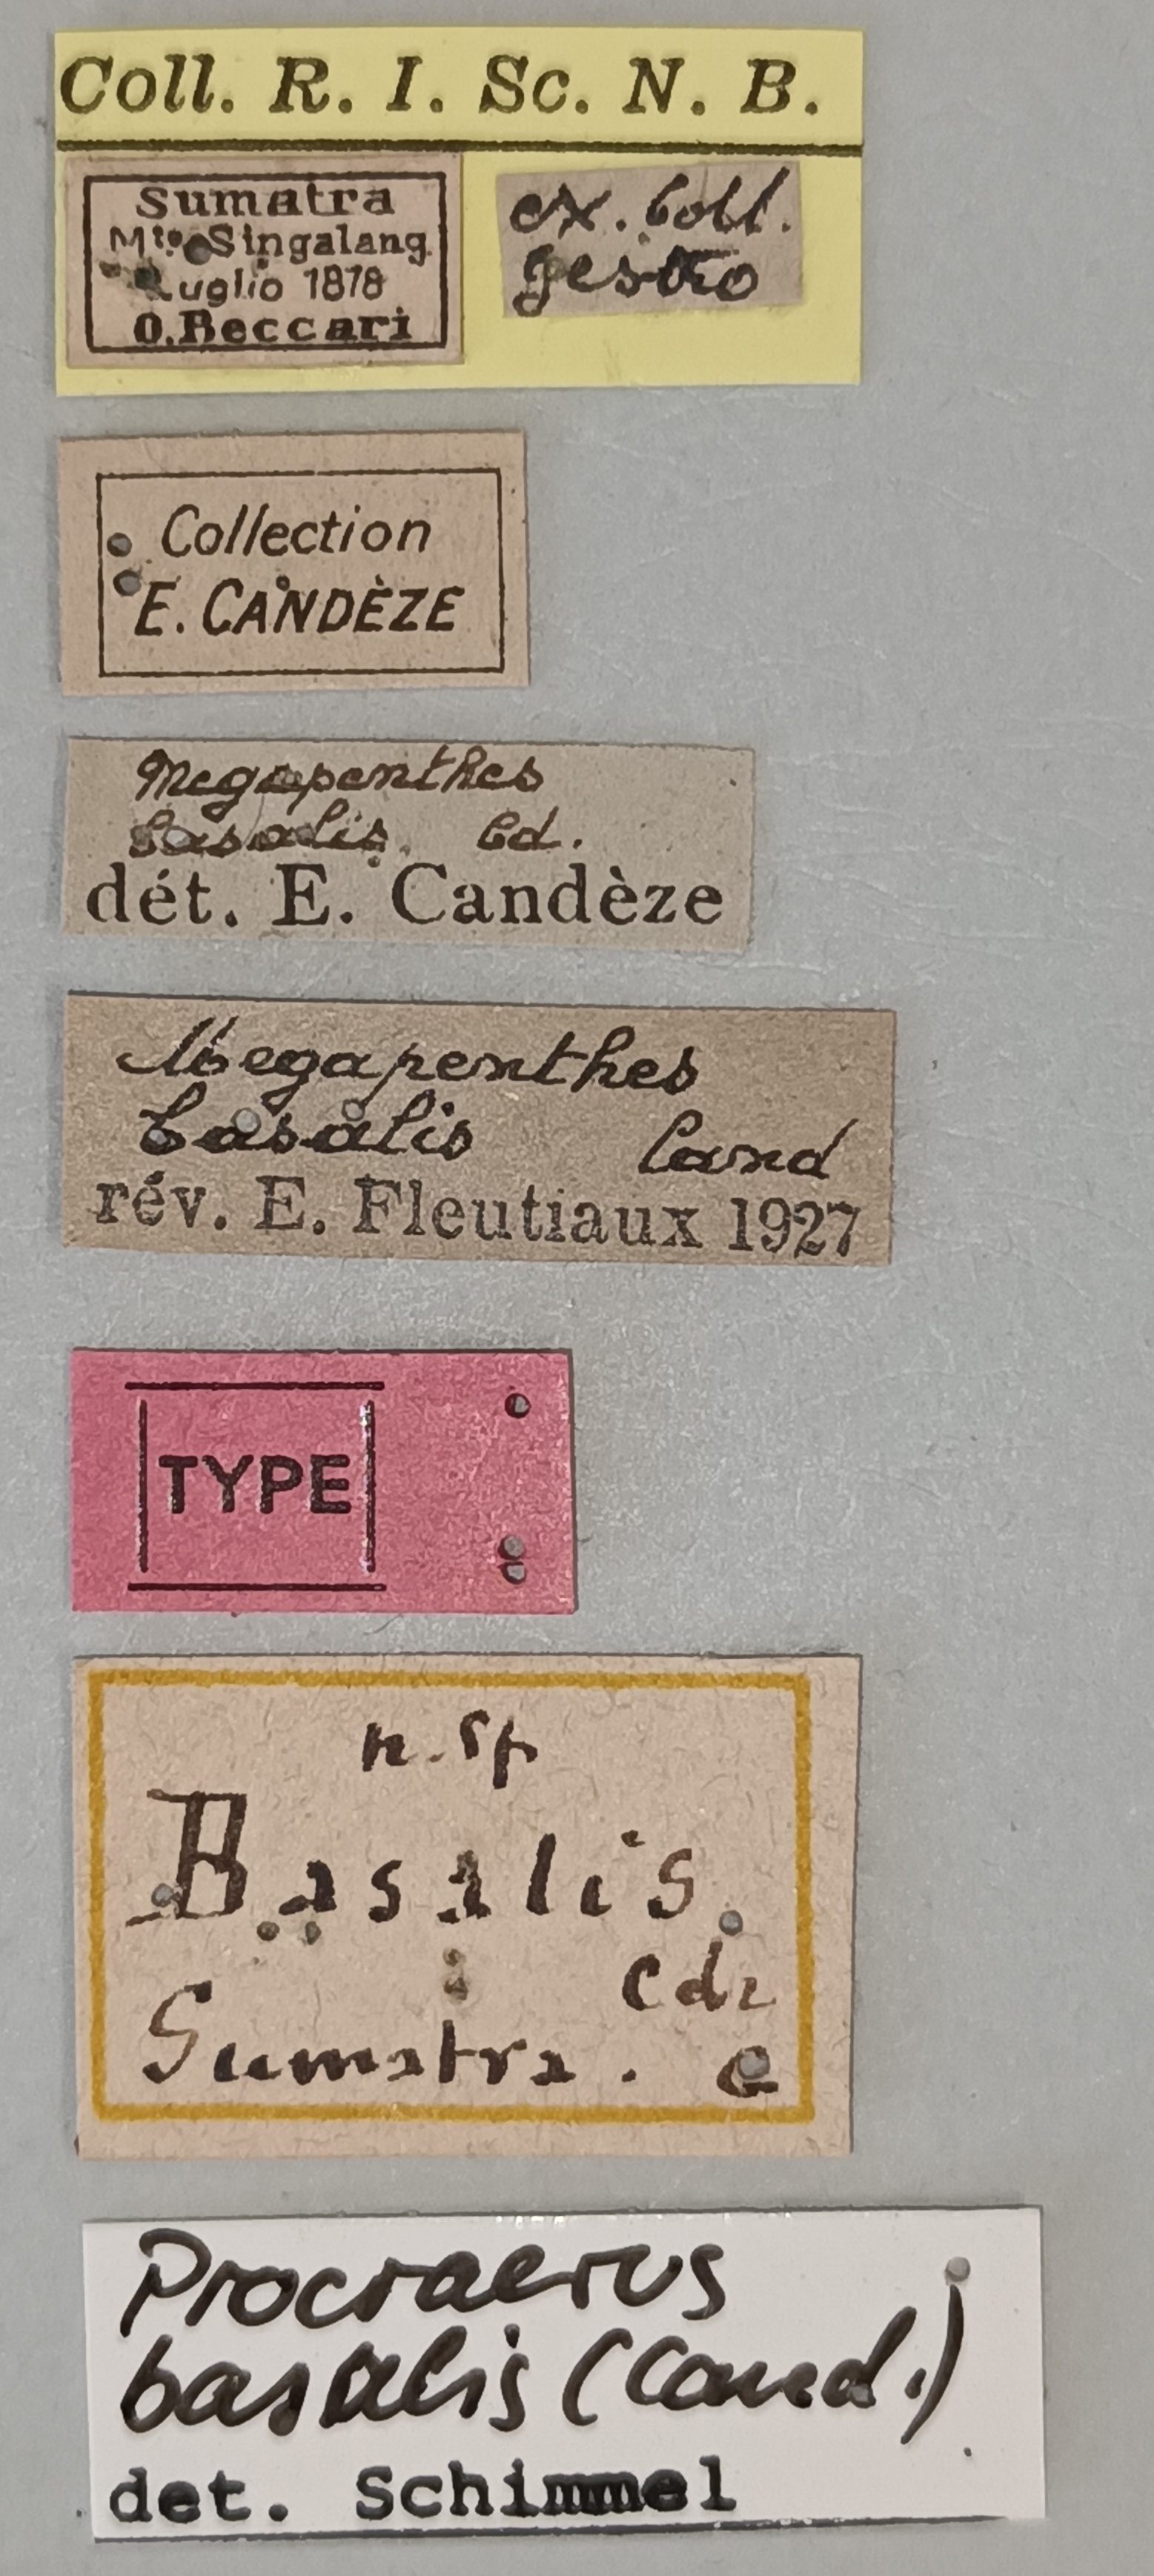 Coll. R. I. Sc. N. B.
Sumatra
Mte. Singalang
Luglio 1878
O. Beccari
ex. Coll.
Gestro
Collection
E. CANDÈZE
Megapenthes
basalis. Cd.
dét. E. Candèze
Megapenthes
basalis Cand
rév. E. Fleutiaux 1927
TYPE
n. sp
Basalis.
Cdz
Sumatra. G
Procraerus
basalis (Cand.)
det. Schimmel